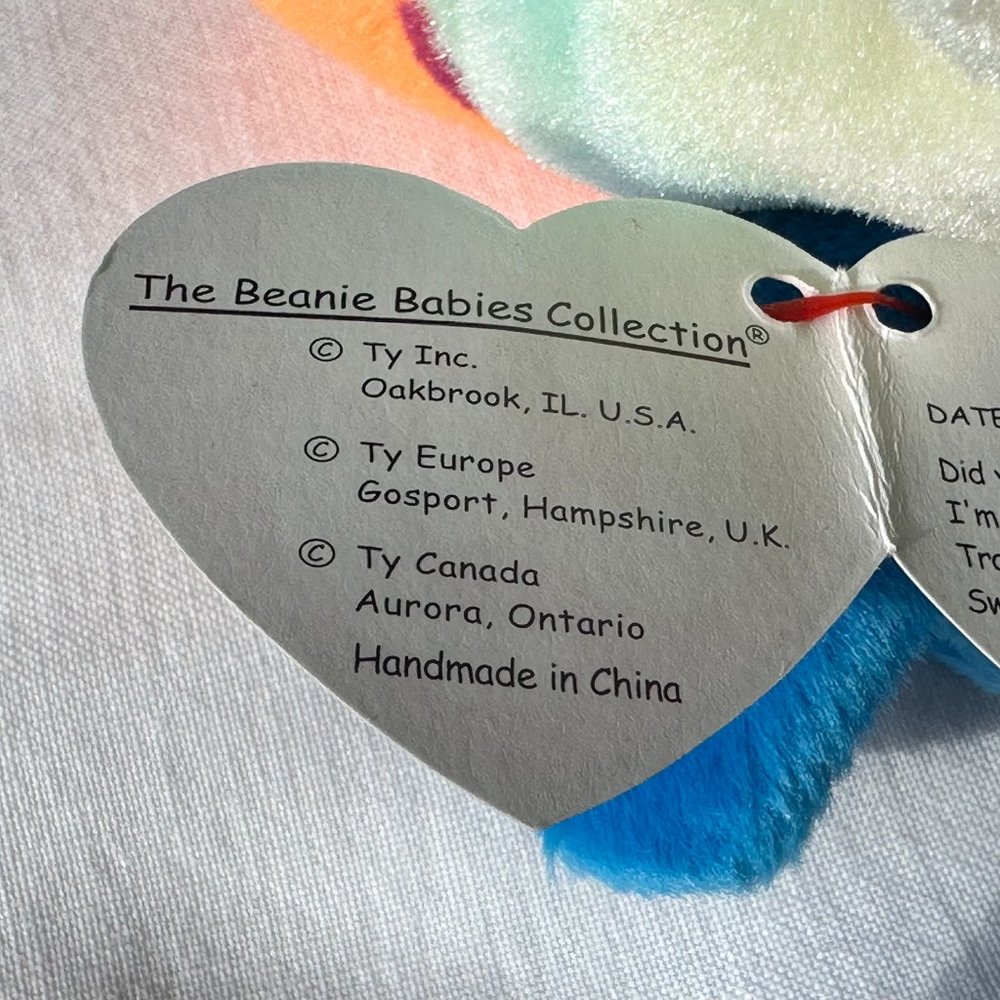 The Beanie Babies Collection®
© Ty Inc.
Oakbrook, IL. U.S.A.
© Ty Europe
Gosport, Hampshire, U.K.
© Ty Canada
Aurora, Ontario
Handmade in China
DATE
Did
I'm